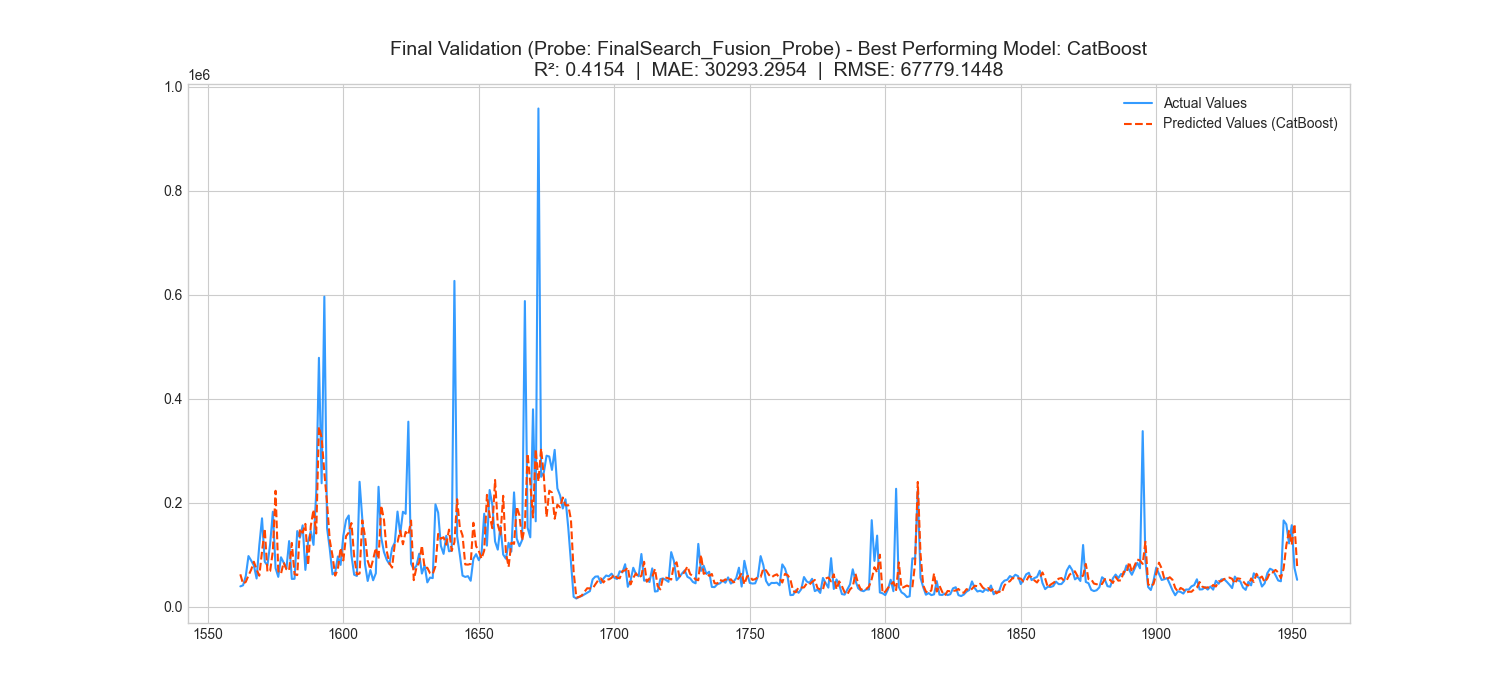 Final Validation (Probe: FinalSearch_Fusion_Probe) - Best Performing Model: CatBoost
R²: 0.4154 | MAE: 30293.2954 | RMSE: 67779.1448
1e6
1.0
0.8
0.6
0.4
0.2
0.0
Actual Values
Predicted Values (CatBoost)
1550 1600 1650 1700 1750 1800 1850 1900 1950